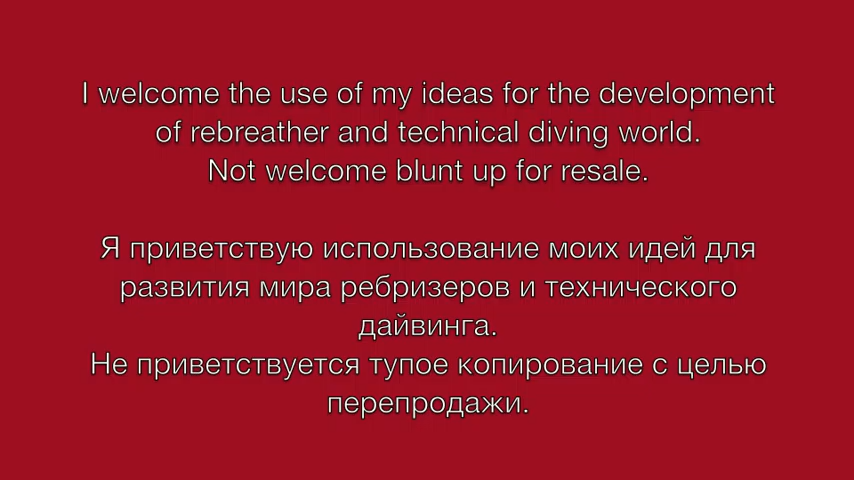 I welcome the use of my ideas for the development
of rebreather and technical diving world.
Not welcome blunt up for resale.
Я приветствую использование моих идей для
развития мира ребризеров и технического
дайвинга.
Не приветствуется тупое копирование с целью
перепродажи.